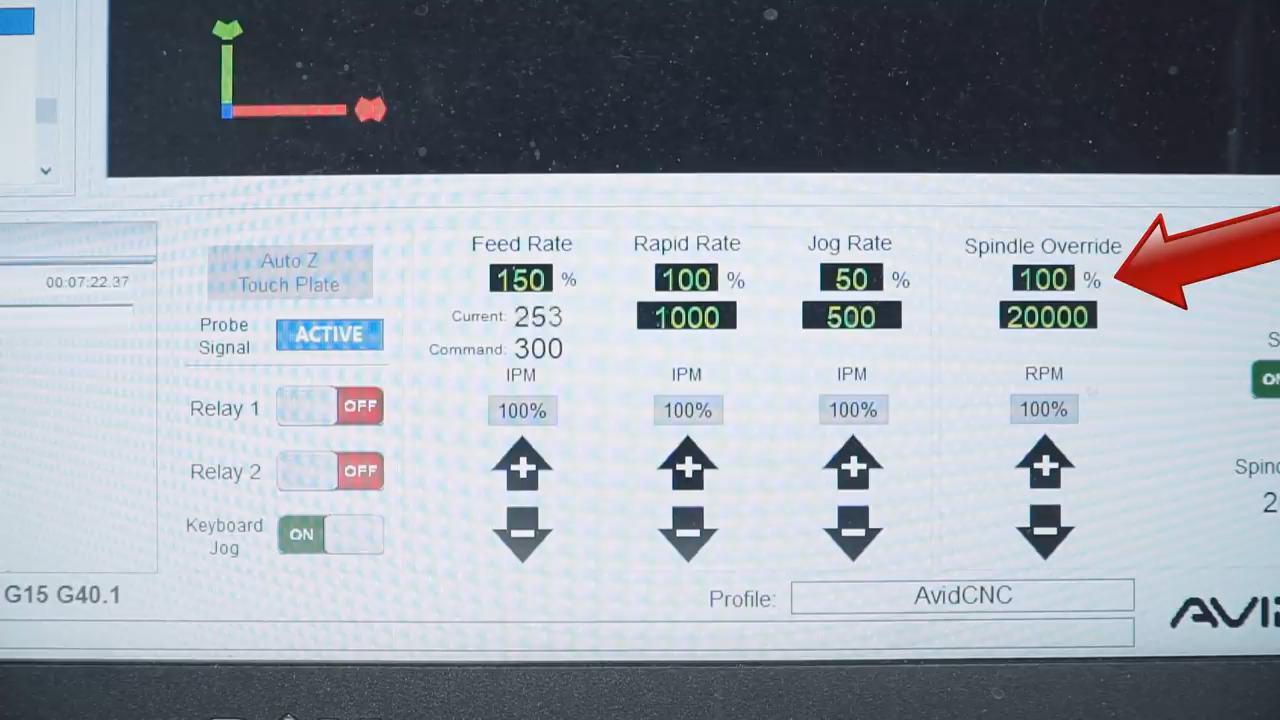 00:07:22.37
Auto Z
Touch Plate
Probe
Signal
ACTIVE
Relay 1
OFF
Relay 2
OFF
Keyboard
Jog
ON
Feed Rate
150 %
Current: 253
Command: 300
IPM
100%
+
-
Rapid Rate
100 %
1000
IPM
100%
+
-
Jog Rate
50 %
500
IPM
100%
+
-
Spindle Override
100 %
20000
RPM
100%
+
-
G15 G40.1
Profile: AvidCNC